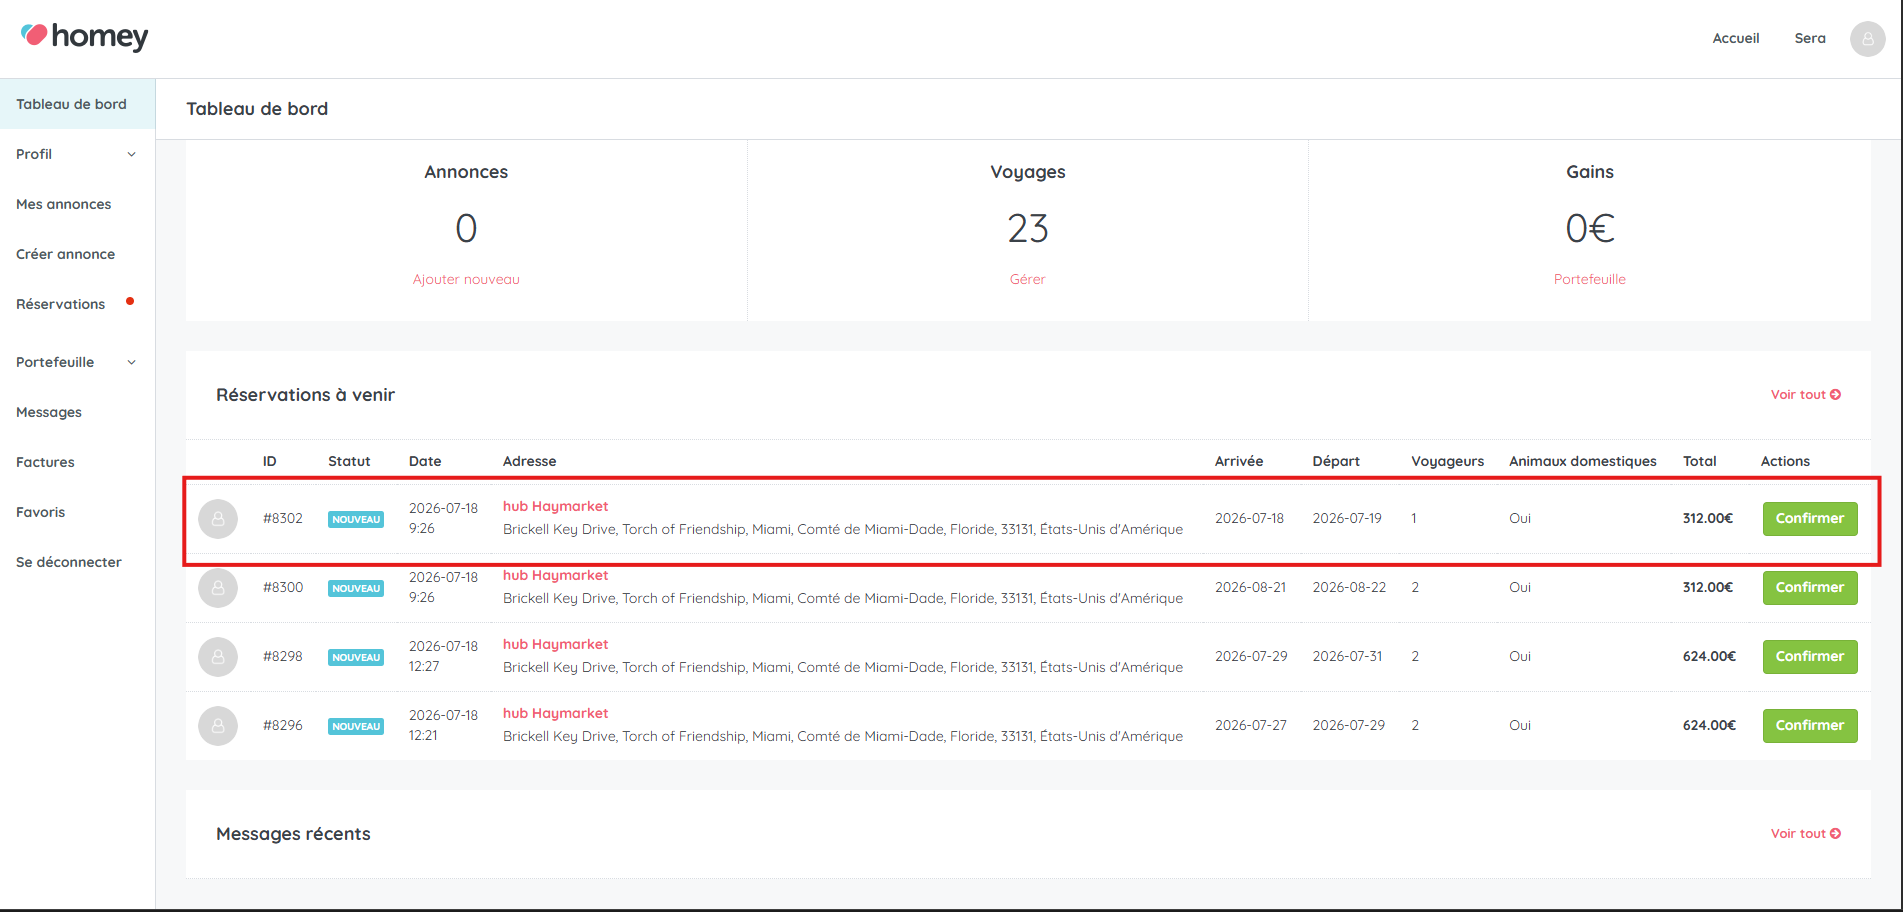 homey
Accueil Sera
Tableau de bord
Profil
Mes annonces
Créer annonce
Réservations
Portefeuille
Messages
Factures
Favoris
Se déconnecter
Tableau de bord
Annonces Voyages Gains
0 23 0€
Ajouter nouveau Gérer Portefeuille
Réservations à venir Voir tout
ID Statut Date Adresse Arrivée Départ Voyageurs Animaux domestiques Total Actions
#8302 NOUVEAU 2026-07-18 9:26 hub Haymarket
Brickell Key Drive, Torch of Friendship, Miami, Comté de Miami-Dade, Floride, 33131, États-Unis d'Amérique 2026-07-18 2026-07-19 1 Oui 312.00€ Confirmer
#8300 NOUVEAU 2026-07-18 9:26 hub Haymarket
Brickell Key Drive, Torch of Friendship, Miami, Comté de Miami-Dade, Floride, 33131, États-Unis d'Amérique 2026-08-21 2026-08-22 2 Oui 312.00€ Confirmer
#8298 NOUVEAU 2026-07-18 12:27 hub Haymarket
Brickell Key Drive, Torch of Friendship, Miami, Comté de Miami-Dade, Floride, 33131, États-Unis d'Amérique 2026-07-29 2026-07-31 2 Oui 624.00€ Confirmer
#8296 NOUVEAU 2026-07-18 12:21 hub Haymarket
Brickell Key Drive, Torch of Friendship, Miami, Comté de Miami-Dade, Floride, 33131, États-Unis d'Amérique 2026-07-27 2026-07-29 2 Oui 624.00€ Confirmer
Messages récents Voir tout